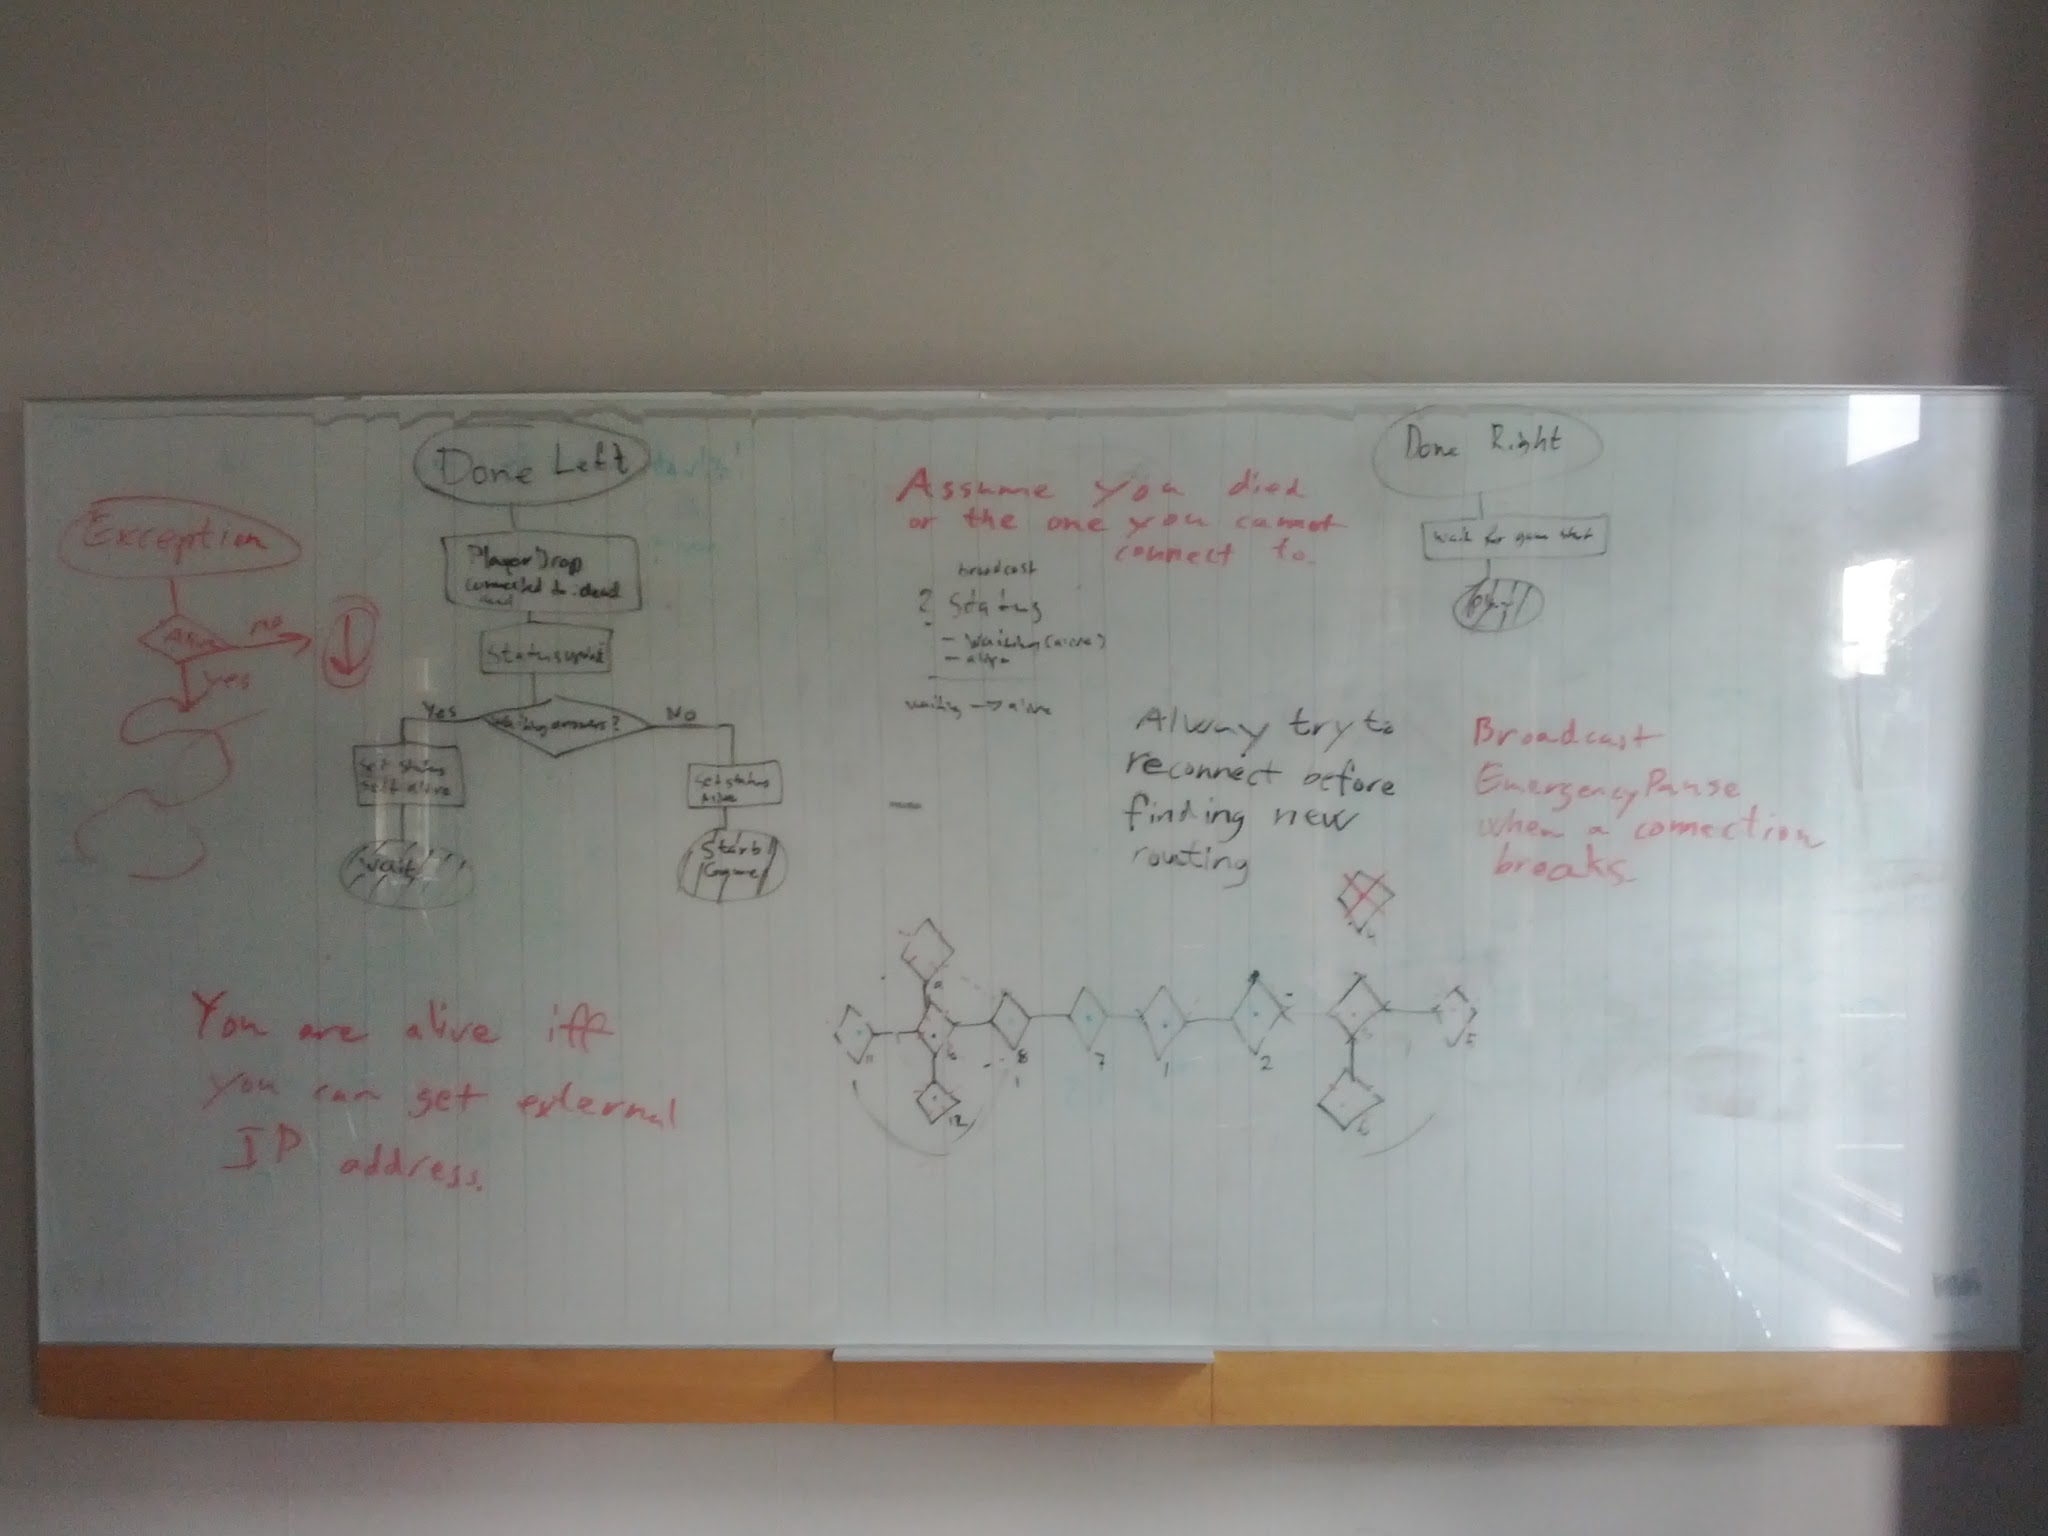 Exception
Alive
no
yes
Done Left
PlayerDrop
connected to dead
Status update
Waiting answers?
Yes
No
Set status
self alive
Wait
Set status
Alive
Start
Game
You are alive iff
you can get external
IP address.
Assume you died
or the one you cannot
connect to.
broadcast
? Status
- Waiting (alive)
- alive
waiting -> alive
Done Right
wait for game start
Alway try to
reconnect before
finding new
routing
Broadcast
EmergencyPause
when a connection
breaks
4
9
11
8
7
1
2
5
12
6